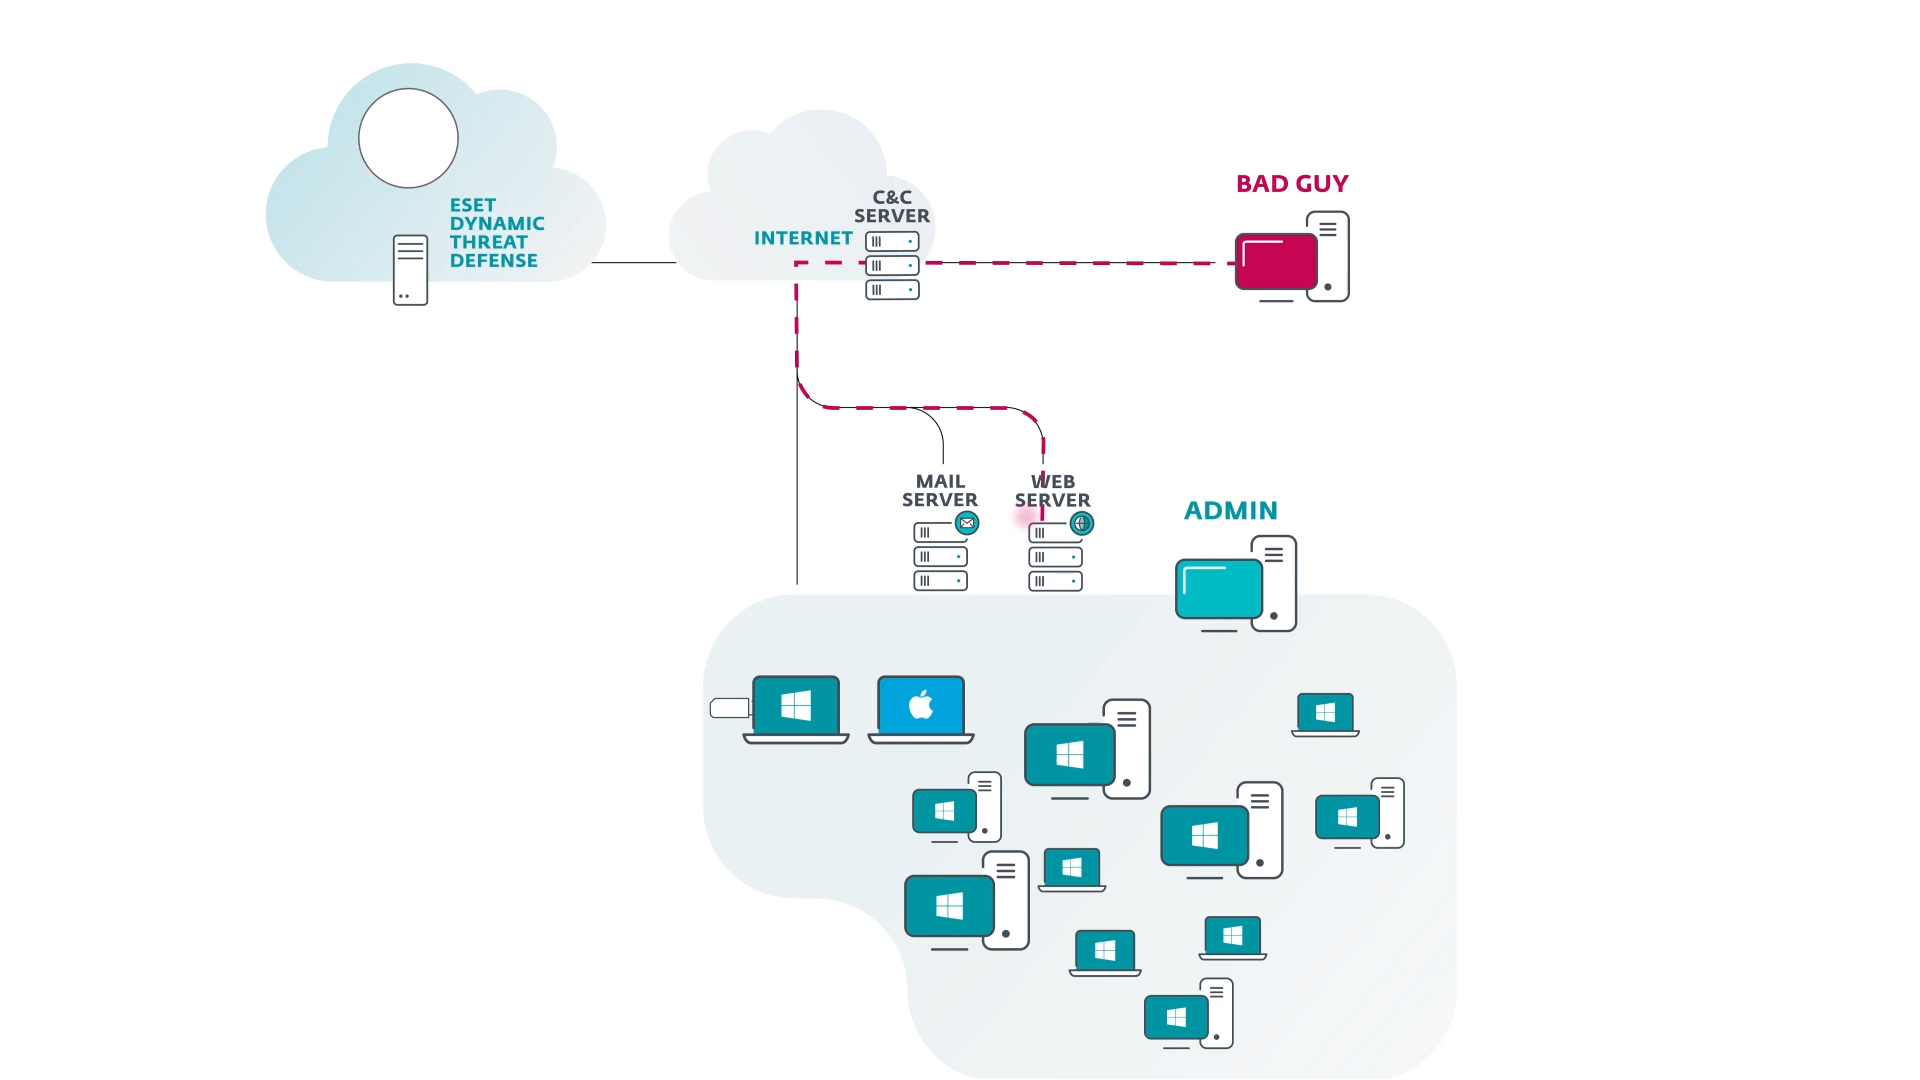 ESET
DYNAMIC
THREAT
DEFENSE
INTERNET
C&C
SERVER
BAD GUY
MAIL
SERVER
WEB
SERVER
ADMIN